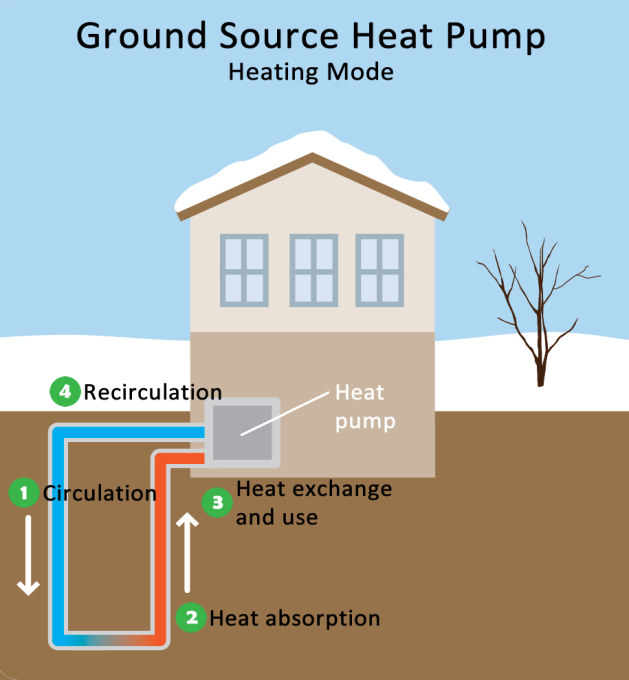 Ground Source Heat Pump
Heating Mode
4 Recirculation
Heat
pump
1 Circulation
3 Heat exchange
and use
2 Heat absorption